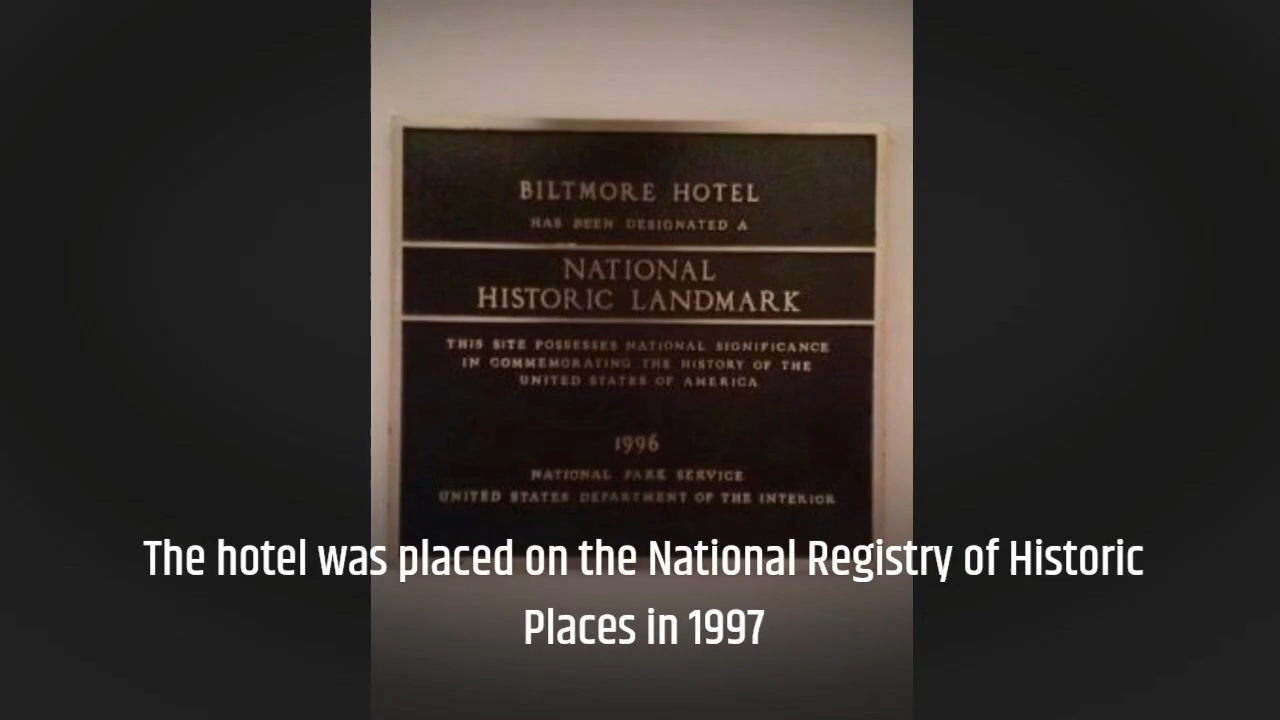 BILTMORE HOTEL
HAS BEEN DESIGNATED A
NATIONAL
HISTORIC LANDMARK
THIS SITE POSSESSES NATIONAL SIGNIFICANCE
IN COMMEMORATING THE HISTORY OF THE
UNITED STATES OF AMERICA
1996
NATIONAL PARK SERVICE
UNITED STATES DEPARTMENT OF THE INTERIOR
The hotel was placed on the National Registry of Historic
Places in 1997